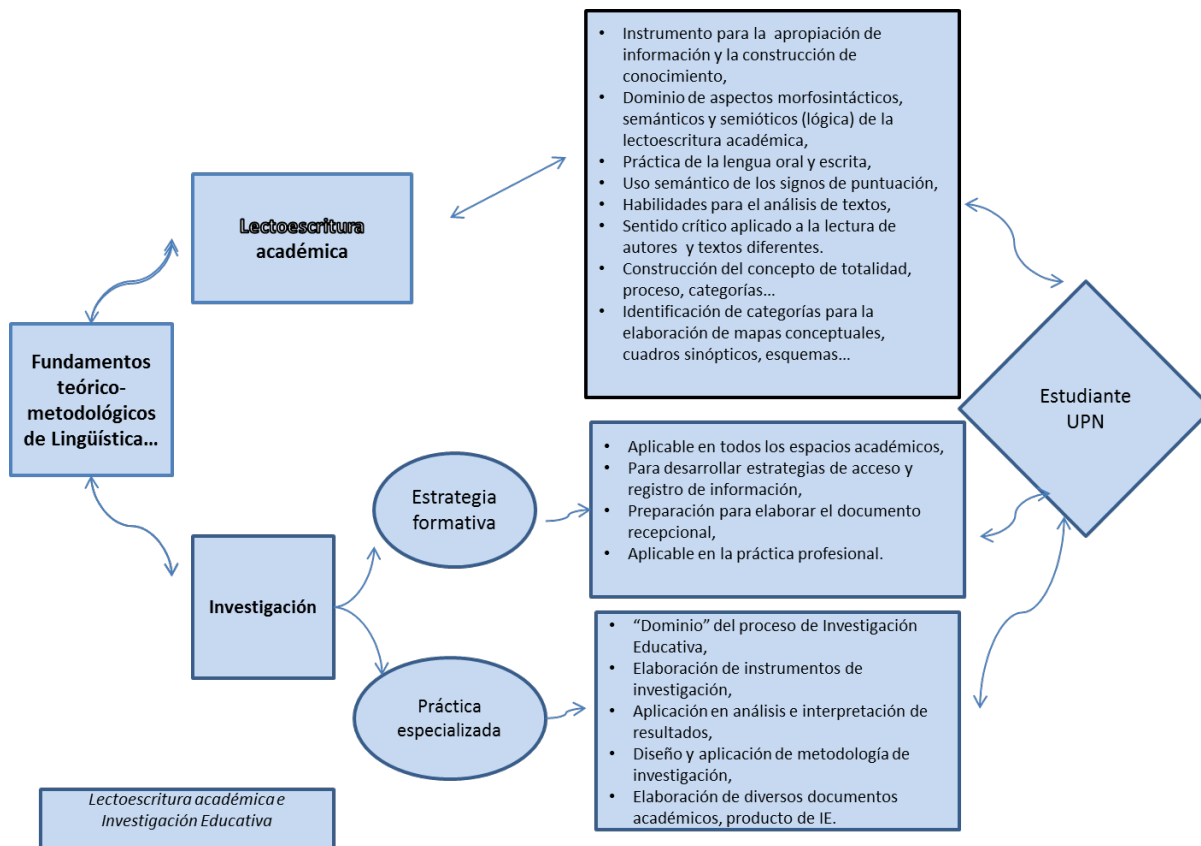 • Instrumento para la apropiación de
información y la construcción de
conocimiento,
• Dominio de aspectos morfosintácticos,
semánticos y semióticos (lógica) de la
lectoescritura académica,
• Práctica de la lengua oral y escrita,
• Uso semántico de los signos de puntuación,
• Habilidades para el análisis de textos,
• Sentido crítico aplicado a la lectura de
autores y textos diferentes.
• Construcción del concepto de totalidad,
proceso, categorías...
• Identificación de categorías para la
elaboración de mapas conceptuales,
cuadros sinópticos, esquemas...
Lectoescritura
académica
Fundamentos
teórico-
metodológicos
de Lingüística...
Estudiante
UPN
Estrategia
formativa
• Aplicable en todos los espacios académicos,
• Para desarrollar estrategias de acceso y
registro de información,
• Preparación para elaborar el documento
recepcional,
• Aplicable en la práctica profesional.
Investigación
Práctica
especializada
• “Dominio” del proceso de Investigación
Educativa,
• Elaboración de instrumentos de
investigación,
• Aplicación en análisis e interpretación de
resultados,
• Diseño y aplicación de metodología de
investigación,
• Elaboración de diversos documentos
académicos, producto de IE.
Lectoescritura académica e
Investigación Educativa